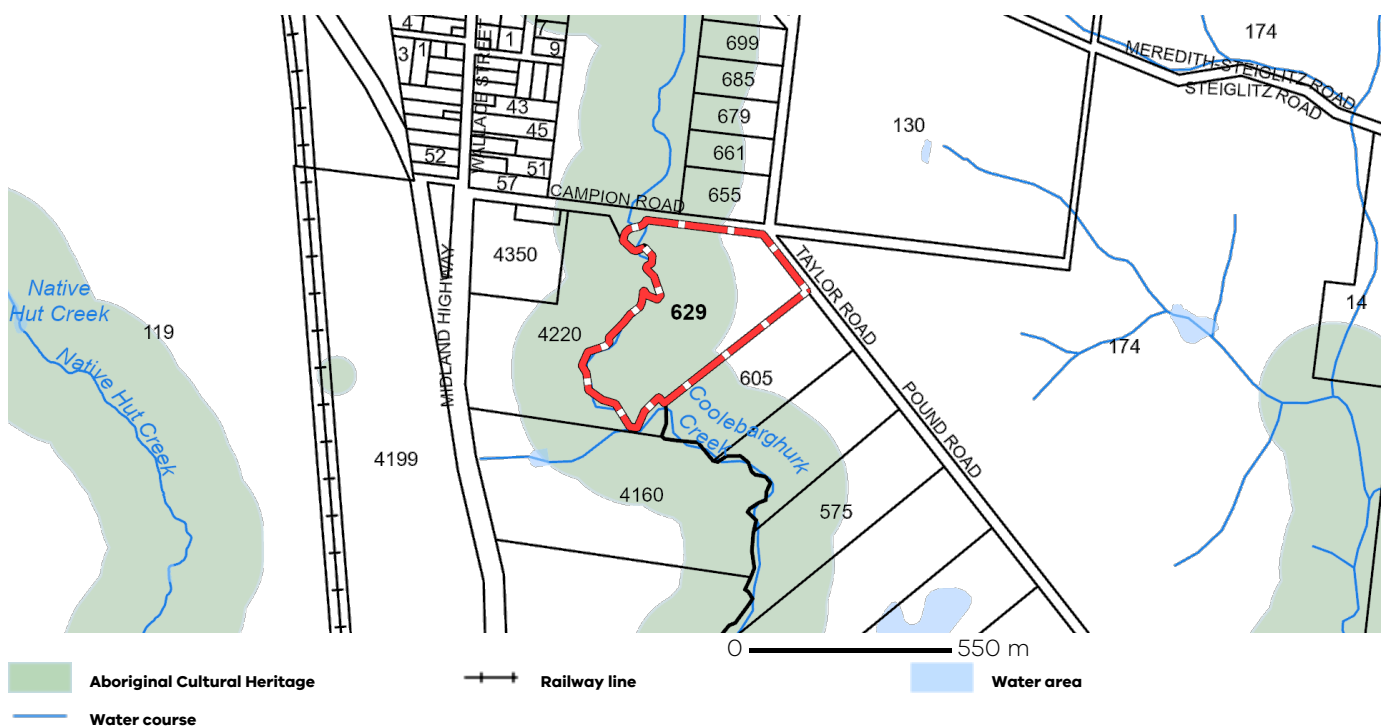 4
7
3
1
1
9
699
174
685
MEREDITH-STEIGLITZ ROAD
STEIGLITZ ROAD
43
679
130
45
WALLACE STREET
52
51
661
57
655
CAMPION ROAD
4350
TAYLOR ROAD
Native
Hut Creek
14
629
119
4220
174
MIDLAND HIGHWAY
Native Hut Creek
605
POUND ROAD
Coolebarghurk
Creek
4199
4160
575
0
550 m
Aboriginal Cultural Heritage
Railway line
Water area
Water course